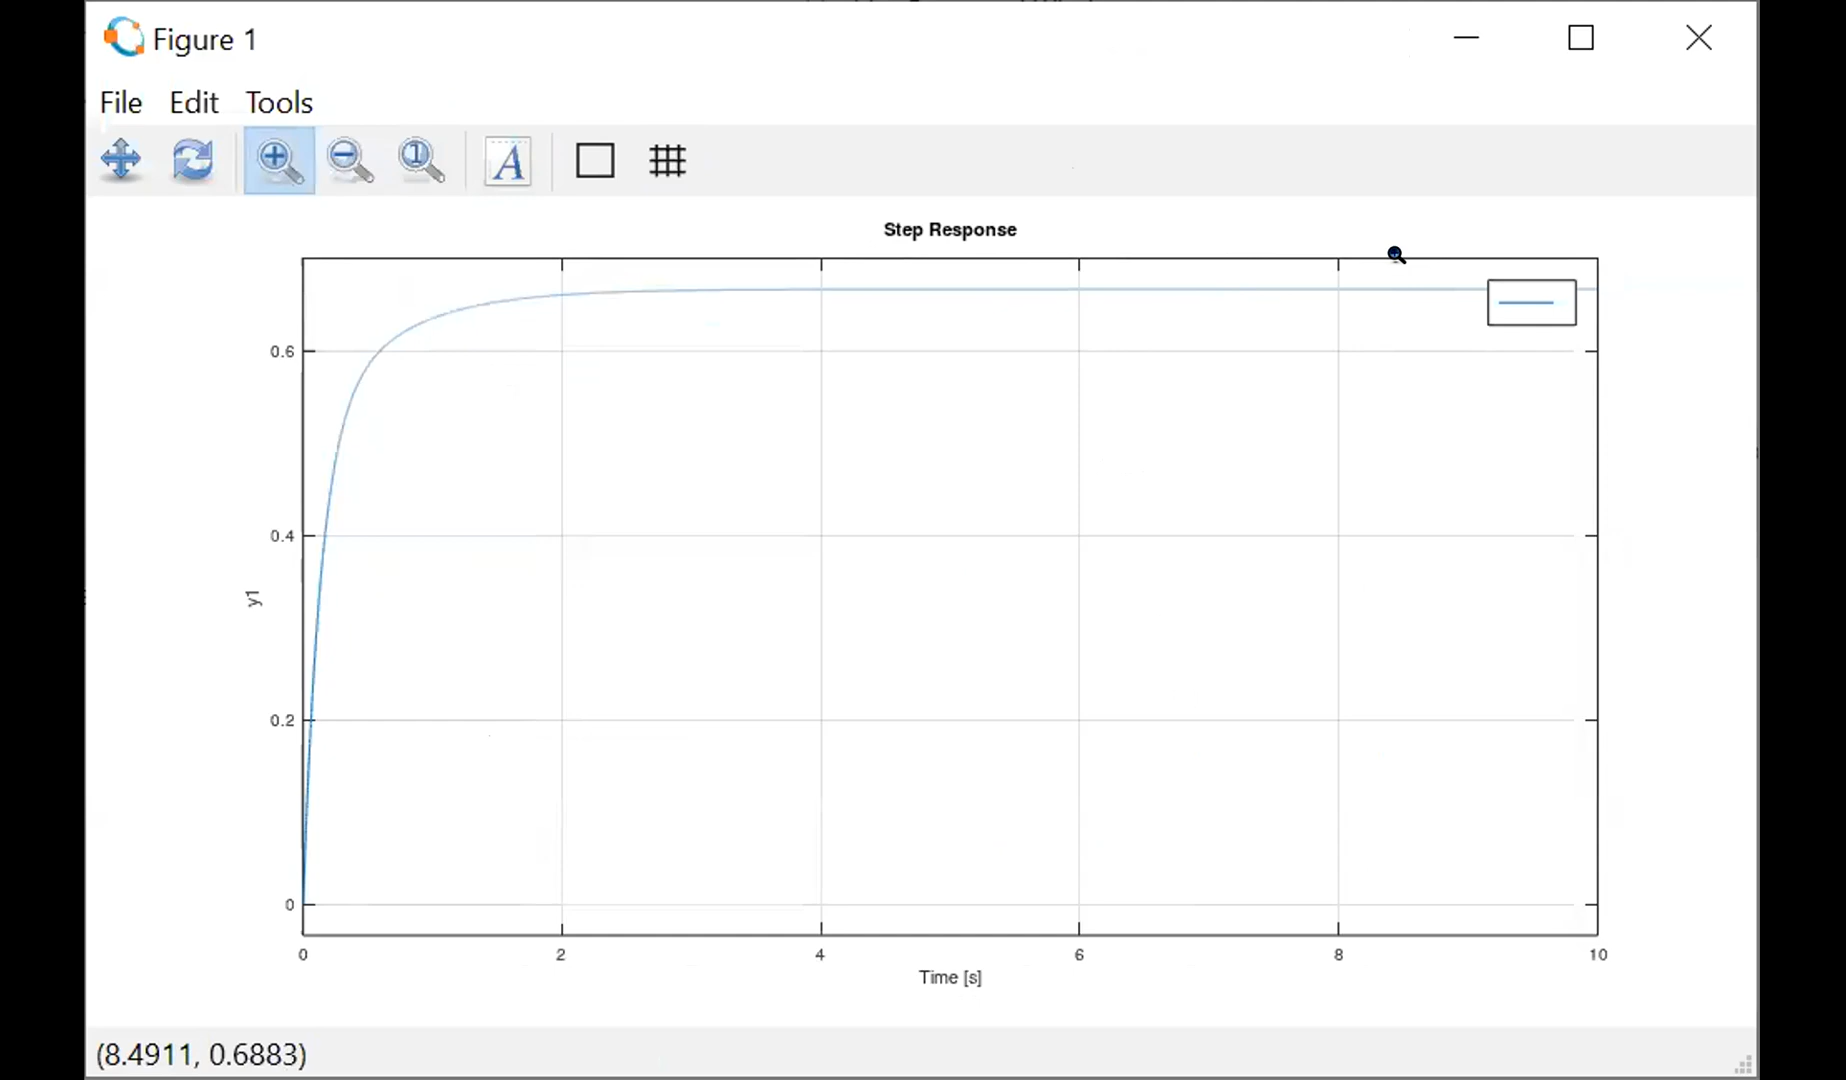 Figure 1
File Edit Tools
1 A
Step Response
0.6
0.4
y1
0.2
0
0 2 4 6 8 10
Time [s]
(8.4911, 0.6883)